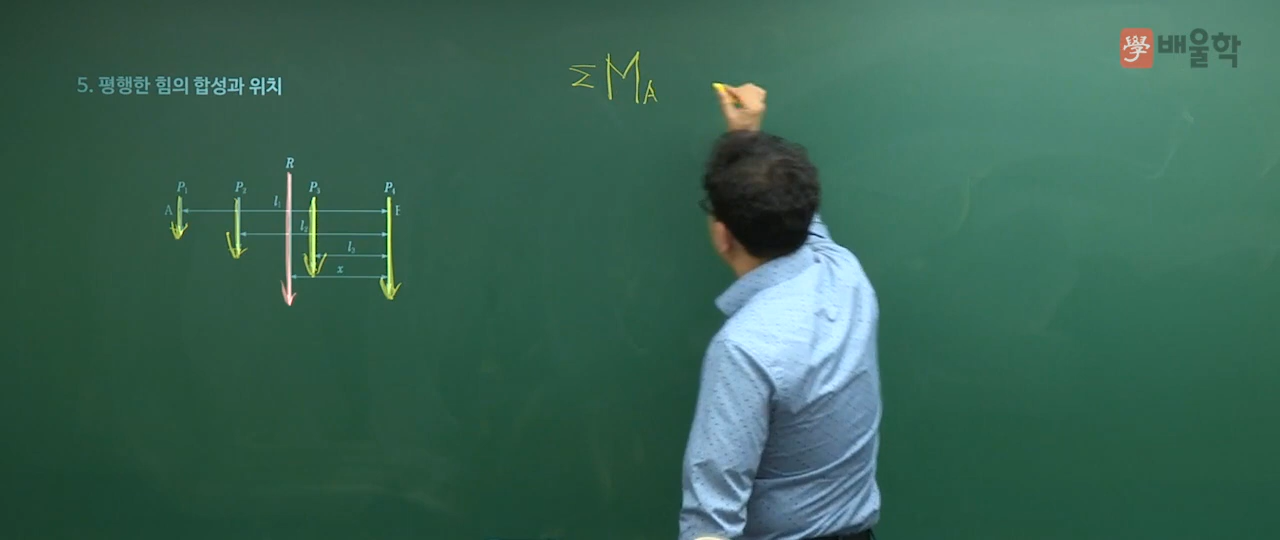 學 배울학
5. 평행한 힘의 합성과 위치
ΣM_A
R
P₁ P₂ P₃ P₄
A l₁
l₂
l₃
x